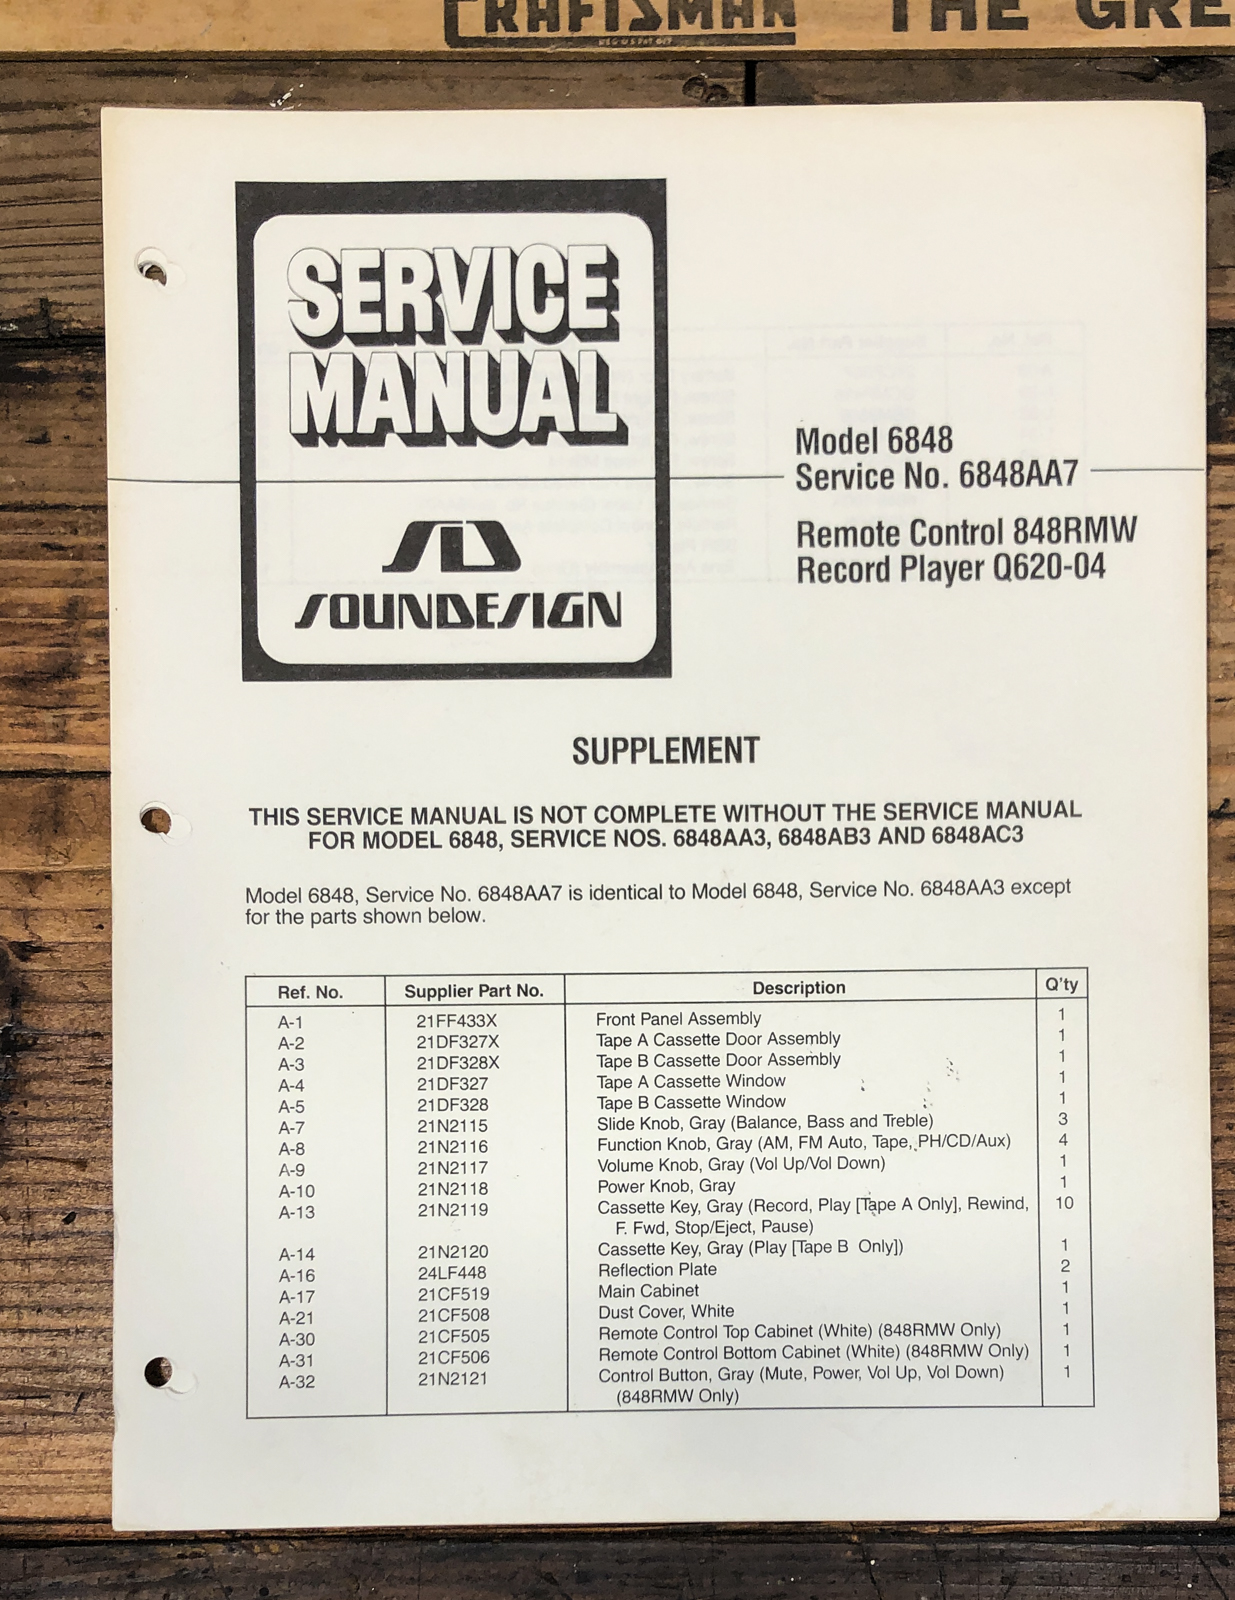 CRAFTSMAN THE GRE
SERVICE
MANUAL
SD
SOUNDESIGN
Model 6848
Service No. 6848AA7
Remote Control 848RMW
Record Player Q620-04
SUPPLEMENT
THIS SERVICE MANUAL IS NOT COMPLETE WITHOUT THE SERVICE MANUAL
FOR MODEL 6848, SERVICE NOS. 6848AA3, 6848AB3 AND 6848AC3
Model 6848, Service No. 6848AA7 is identical to Model 6848, Service No. 6848AA3 except
for the parts shown below.
Ref. No. Supplier Part No. Description Q'ty
A-1 21FF433X Front Panel Assembly 1
A-2 21DF327X Tape A Cassette Door Assembly 1
A-3 21DF328X Tape B Cassette Door Assembly 1
A-4 21DF327 Tape A Cassette Window 1
A-5 21DF328 Tape B Cassette Window 1
A-7 21N2115 Slide Knob, Gray (Balance, Bass and Treble) 3
A-8 21N2116 Function Knob, Gray (AM, FM Auto, Tape, PH/CD/Aux) 4
A-9 21N2117 Volume Knob, Gray (Vol Up/Vol Down) 1
A-10 21N2118 Power Knob, Gray 1
A-13 21N2119 Cassette Key, Gray (Record, Play [Tape A Only], Rewind, 10
F. Fwd, Stop/Eject, Pause)
A-14 21N2120 Cassette Key, Gray (Play [Tape B Only]) 1
A-16 24LF448 Reflection Plate 2
A-17 21CF519 Main Cabinet 1
A-21 21CF508 Dust Cover, White 1
A-30 21CF505 Remote Control Top Cabinet (White) (848RMW Only) 1
A-31 21CF506 Remote Control Bottom Cabinet (White) (848RMW Only) 1
A-32 21N2121 Control Button, Gray (Mute, Power, Vol Up, Vol Down) 1
(848RMW Only)